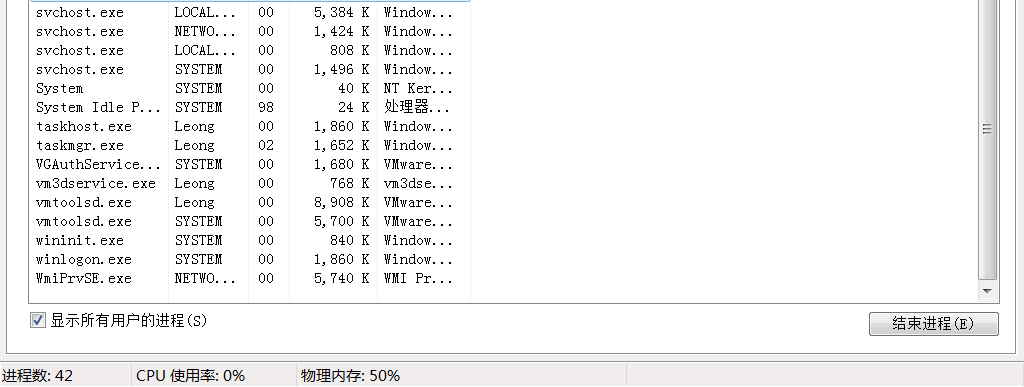 svchost.exe LOCAL... 00 5,384 K Window...
svchost.exe NETWO... 00 1,424 K Window...
svchost.exe LOCAL... 00 808 K Window...
svchost.exe SYSTEM 00 1,496 K Window...
System SYSTEM 00 40 K NT Ker...
System Idle P... SYSTEM 98 24 K 处理器...
taskhost.exe Leong 00 1,860 K Window...
taskmgr.exe Leong 02 1,652 K Window...
VGAuthService... SYSTEM 00 1,680 K VMware...
vm3dservice.exe Leong 00 768 K vm3dse...
vmtoolsd.exe Leong 00 8,908 K VMware...
vmtoolsd.exe SYSTEM 00 5,700 K VMware...
wininit.exe SYSTEM 00 840 K Window...
winlogon.exe SYSTEM 00 1,860 K Window...
WmiPrvSE.exe NETWO... 00 5,740 K WMI Pr...
显示所有用户的进程(S) 结束进程(E)
进程数: 42 CPU 使用率: 0% 物理内存: 50%